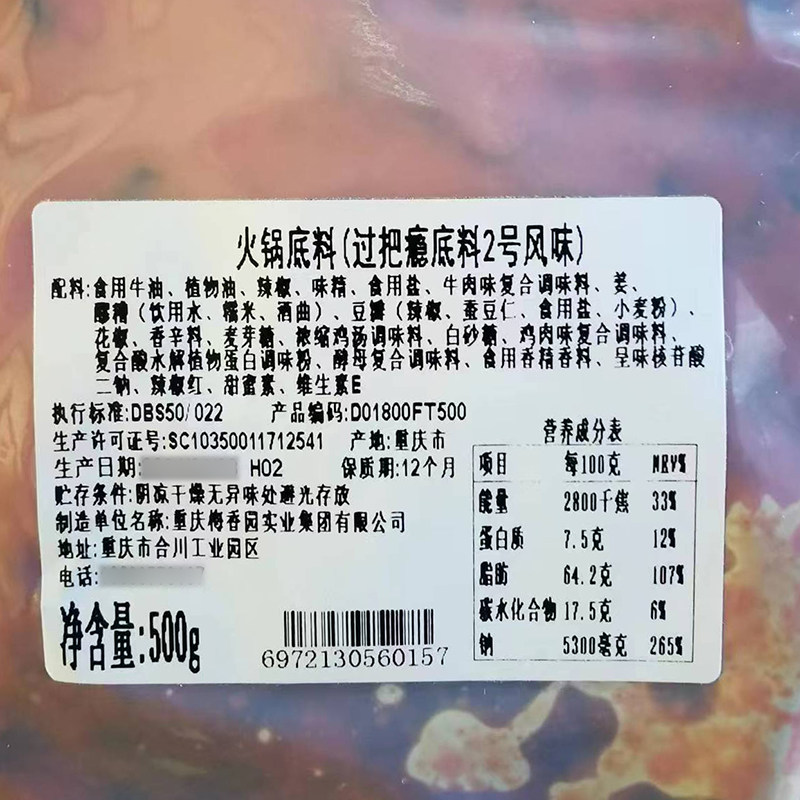 火锅底料(过把瘾底料2号风味)
配料:食用牛油、植物油、辣椒、味精、食用盐、牛肉味复合调味料、姜、
醪糟(饮用水、糯米、酒曲)、豆瓣(辣椒、蚕豆仁、食用盐、小麦粉)、
花椒、香辛料、麦芽糖、浓缩鸡汤调味料、白砂糖、鸡肉味复合调味料、
复合酸水解植物蛋白调味粉、酵母复合调味料、食用香精香料、呈味核苷酸
二钠、辣椒红、甜蜜素、维生素E
执行标准:DBS50/022 产品编码:D01800FT500
生产许可证号:SC10350011712541 产地:重庆市
生产日期: H02 保质期:12个月
贮存条件:阴凉干燥无异味处避光存放
制造单位名称:重庆梅香园实业集团有限公司
地址:重庆市合川工业园区
电话:
净含量:500g
6972130560157
营养成分表
项目 每100克 NRV%
能量 2800千焦 33%
蛋白质 7.5克 12%
脂肪 64.2克 107%
碳水化合物 17.5克 6%
钠 5300毫克 265%